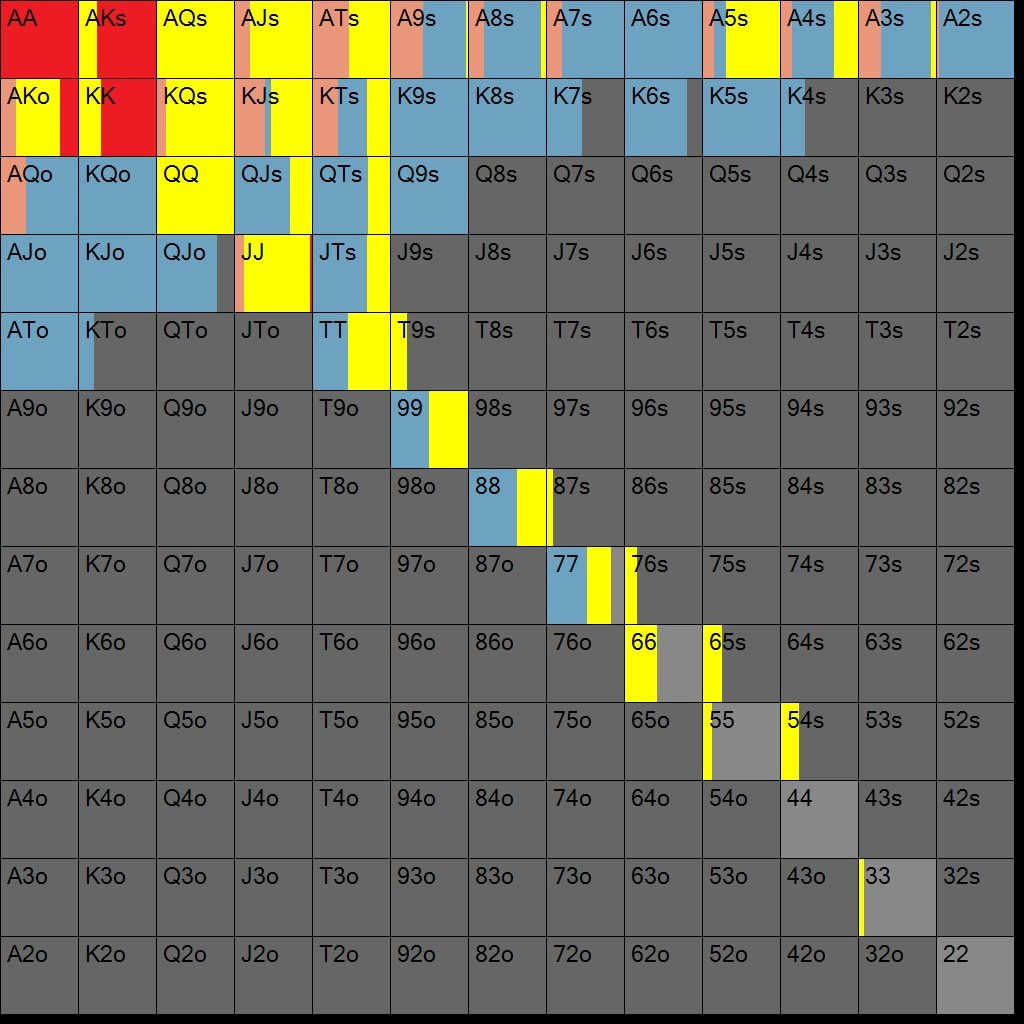 AA AKs AQs AJs ATs A9s A8s A7s A6s A5s A4s A3s A2s
AKo KK KQs KJs KTs K9s K8s K7s K6s K5s K4s K3s K2s
AQo KQo QQ QJs QTs Q9s Q8s Q7s Q6s Q5s Q4s Q3s Q2s
AJo KJo QJo JJ JTs J9s J8s J7s J6s J5s J4s J3s J2s
ATo KTo QTo JTo TT T9s T8s T7s T6s T5s T4s T3s T2s
A9o K9o Q9o J9o T9o 99 98s 97s 96s 95s 94s 93s 92s
A8o K8o Q8o J8o T8o 98o 88 87s 86s 85s 84s 83s 82s
A7o K7o Q7o J7o T7o 97o 87o 77 76s 75s 74s 73s 72s
A6o K6o Q6o J6o T6o 96o 86o 76o 66 65s 64s 63s 62s
A5o K5o Q5o J5o T5o 95o 85o 75o 65o 55 54s 53s 52s
A4o K4o Q4o J4o T4o 94o 84o 74o 64o 54o 44 43s 42s
A3o K3o Q3o J3o T3o 93o 83o 73o 63o 53o 43o 33 32s
A2o K2o Q2o J2o T2o 92o 82o 72o 62o 52o 42o 32o 22